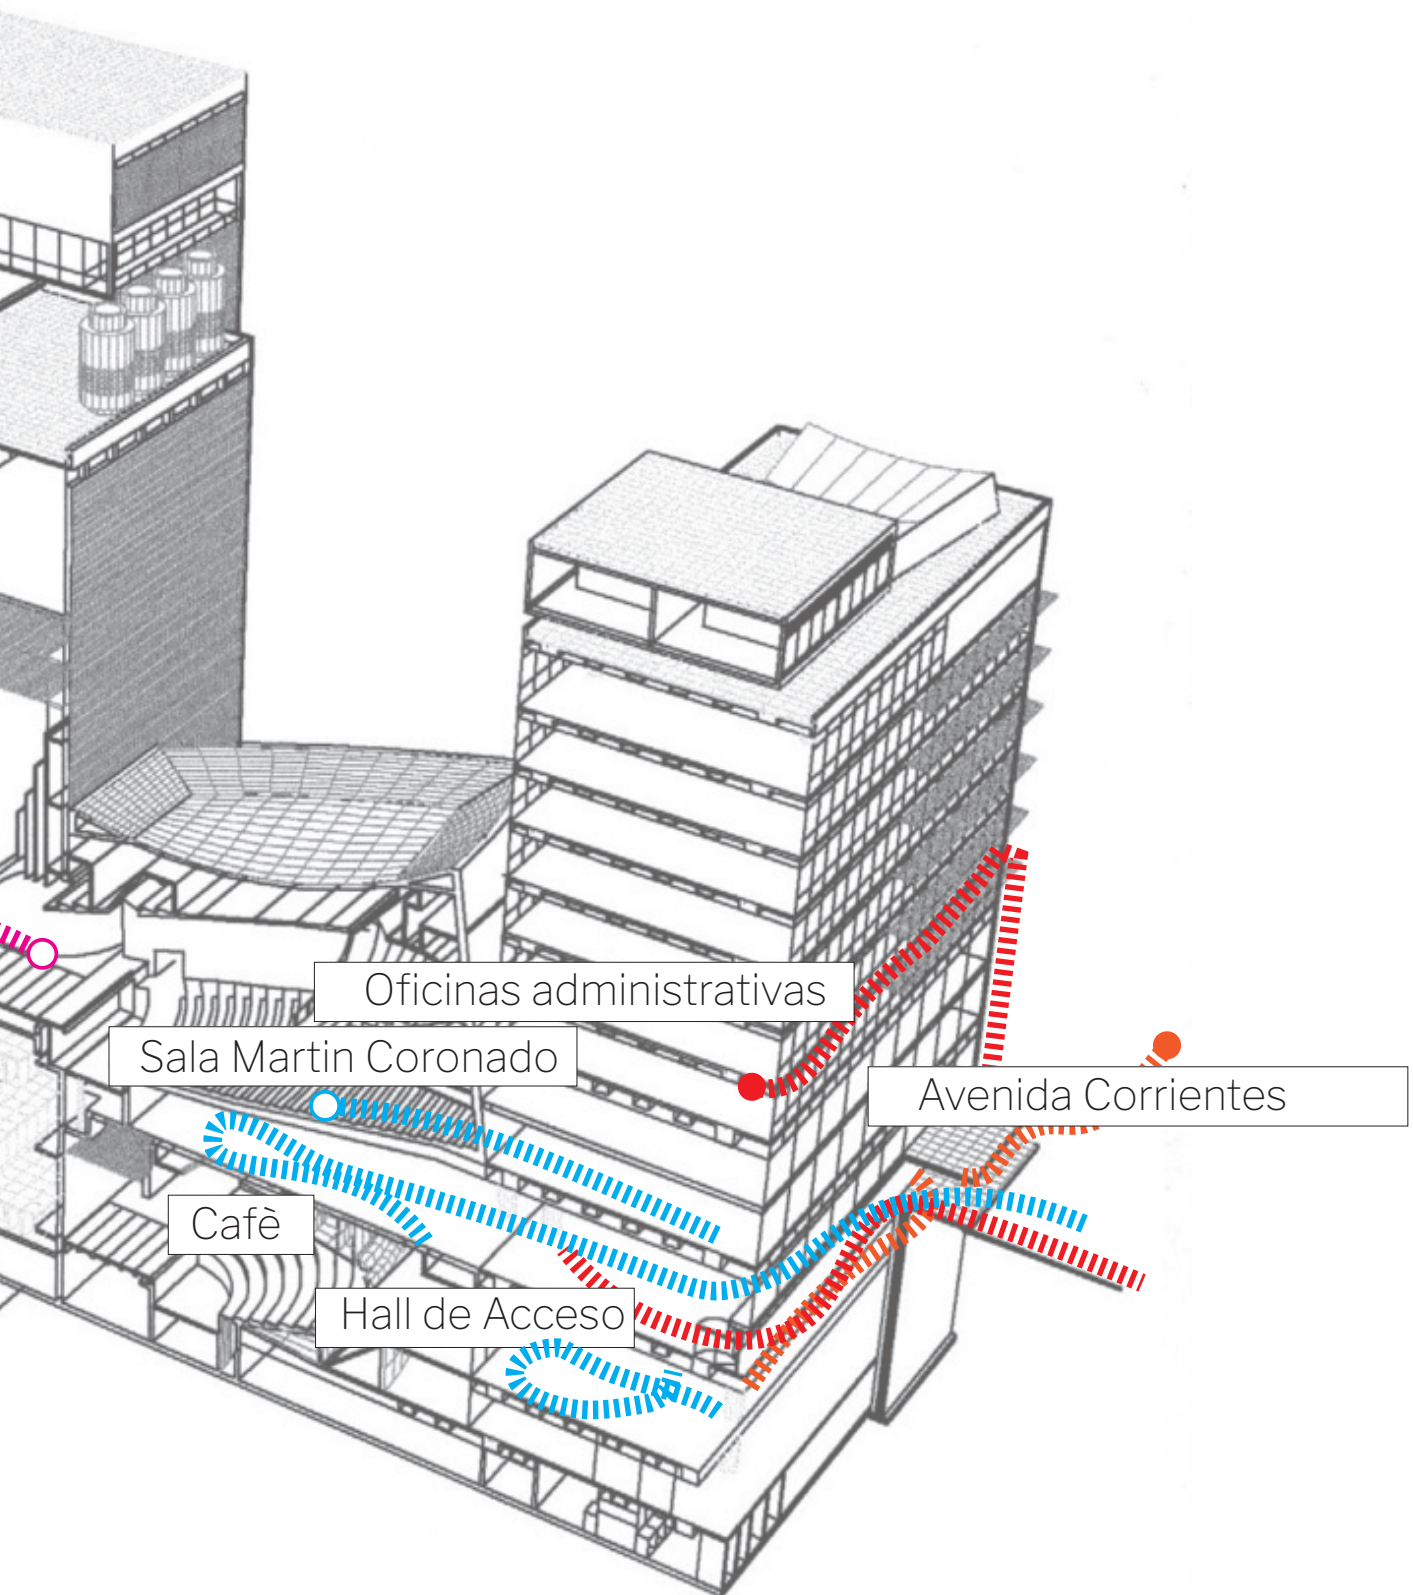 Oficinas administrativas
Sala Martin Coronado
Avenida Corrientes
Cafè
Hall de Acceso